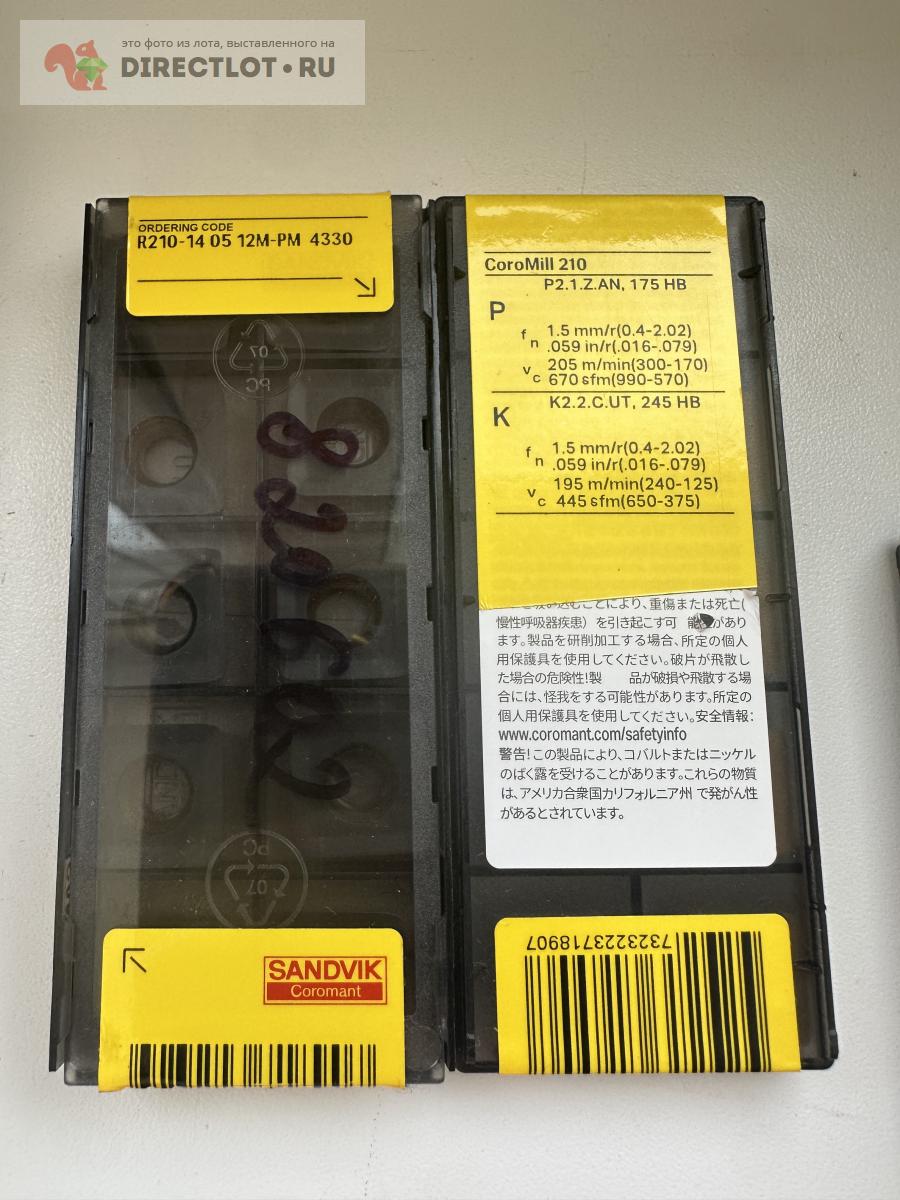 это фото из лота, выставленного на
DIRECTLOT•RU
ORDERING CODE
R210-14 05 12M-PM 4330
07
PC
PC
07
SANDVIK
Coromant
CoroMill 210
P2.1.Z.AN, 175 HB
P
fn 1.5 mm/r(0.4-2.02)
.059 in/r(.016-.079)
vc 205 m/min(300-170)
670 sfm(990-570)
K2.2.C.UT, 245 HB
K
fn 1.5 mm/r(0.4-2.02)
.059 in/r(.016-.079)
vc 195 m/min(240-125)
445 sfm(650-375)
むことにより、重傷または死亡(
慢性呼吸器疾患) を引き起こす可 能性があり
ます。製品を研削加工する場合、所定の個人
用保護具を使用してください。破片が飛散し
た場合の危険性!製 品が破損や飛散する場
合には、怪我をする可能性があります。所定の
個人用保護具を使用してください。安全情報:
www.coromant.com/safetyinfo
警告!この製品により、コバルトまたはニッケル
のばく露を受けることがあります。これらの物質
は、アメリカ合衆国カリフォルニア州 で発がん性
があるとされています。
7323223718907